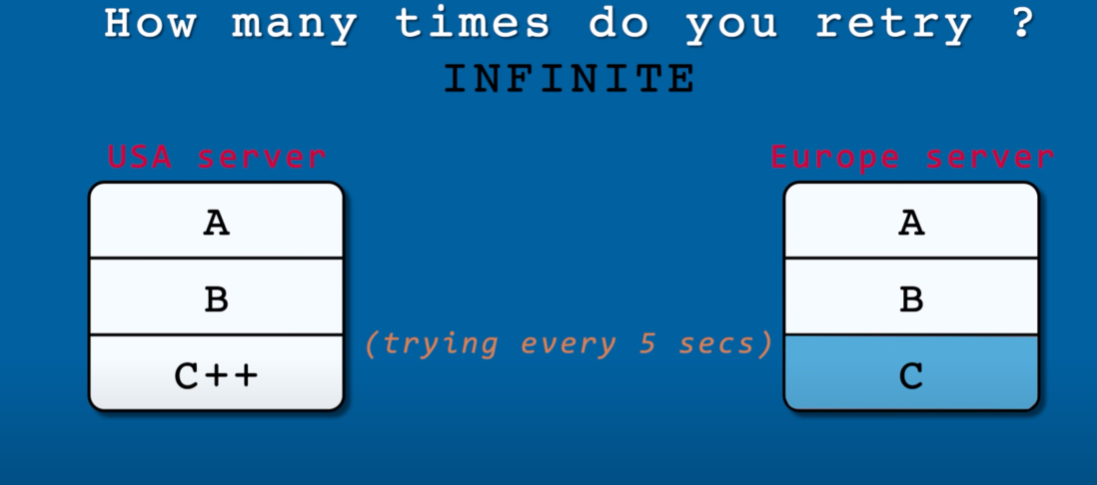 How many times do you retry ?
INFINITE
USA server
Europe server
A
B
C++
(trying every 5 secs)
A
B
C